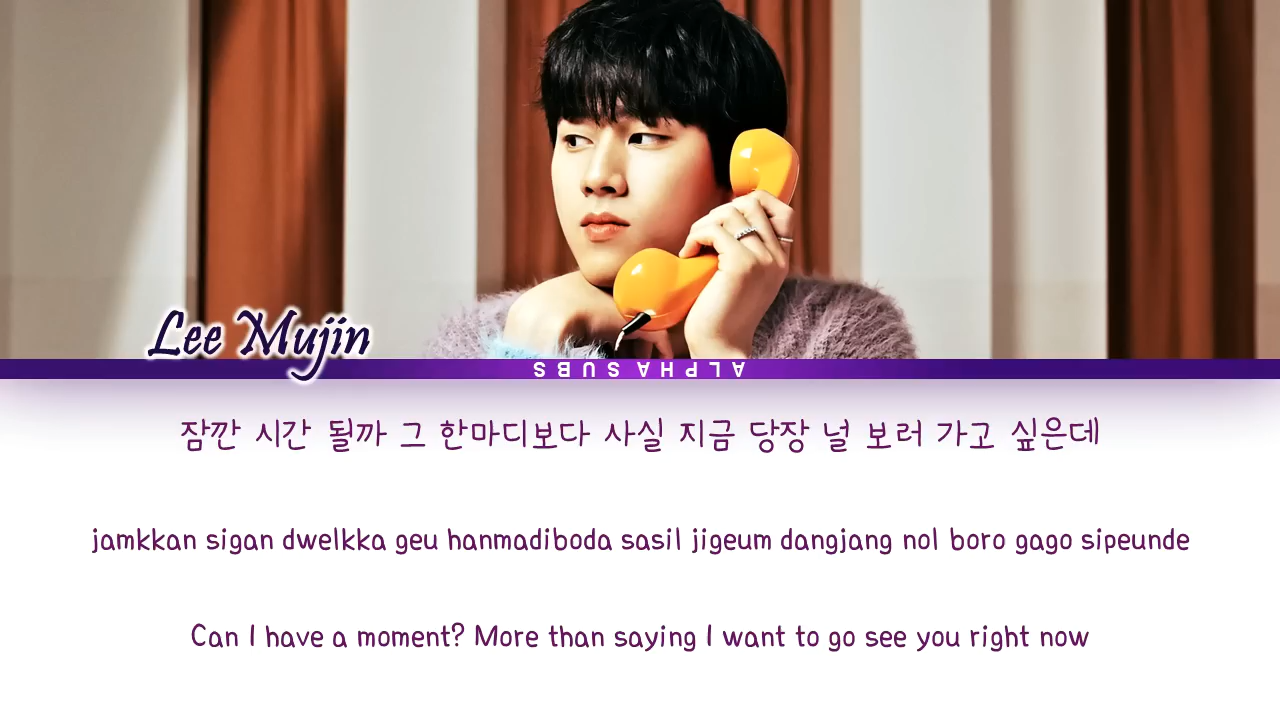 Lee Mujin
ALPHA SUBS
잠깐 시간 될까 그 한마디보다 사실 지금 당장 널 보러 가고 싶은데
jamkkan sigan dwelkka geu hanmadiboda sasil jigeum dangjang nol boro gago sipeunde
Can I have a moment? More than saying I want to go see you right now